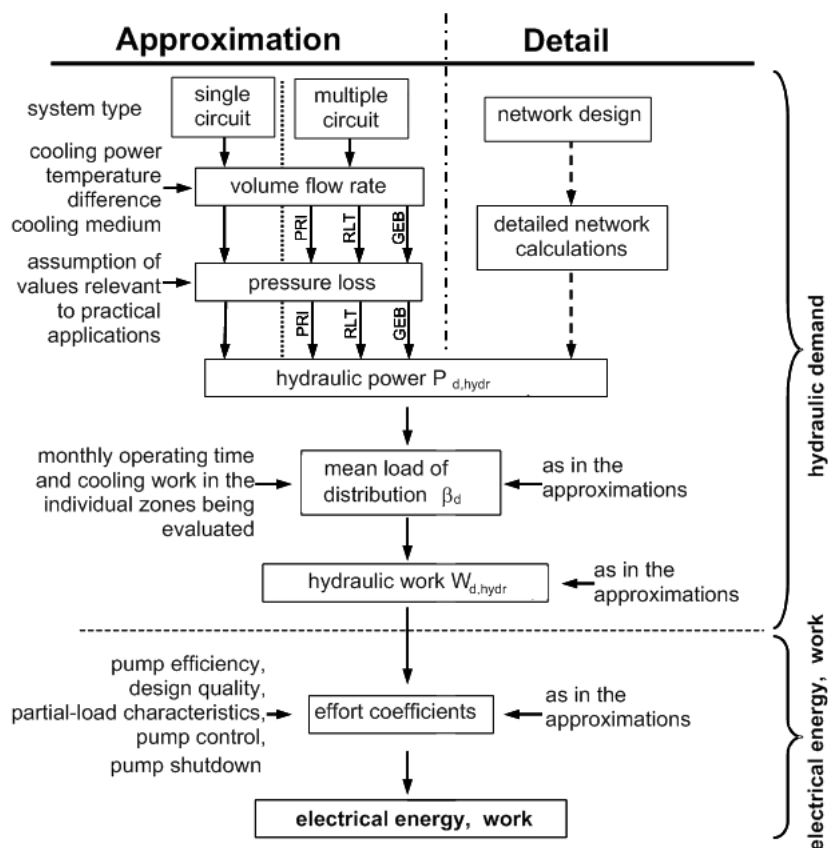 Approximation
Detail
system type
single
circuit
multiple
circuit
network design
cooling power
temperature
difference
cooling medium
volume flow rate
PRI
RLT
GEB
detailed network
calculations
assumption of
values relevant
to practical
applications
pressure loss
PRI
RLT
GEB
hydraulic power P d,hydr
monthly operating time
and cooling work in the
individual zones being
evaluated
mean load of
distribution βd
as in the
approximations
hydraulic work Wd,hydr
as in the
approximations
hydraulic demand
pump efficiency,
design quality,
partial-load characteristics,
pump control,
pump shutdown
effort coefficients
as in the
approximations
electrical energy, work
electrical energy, work